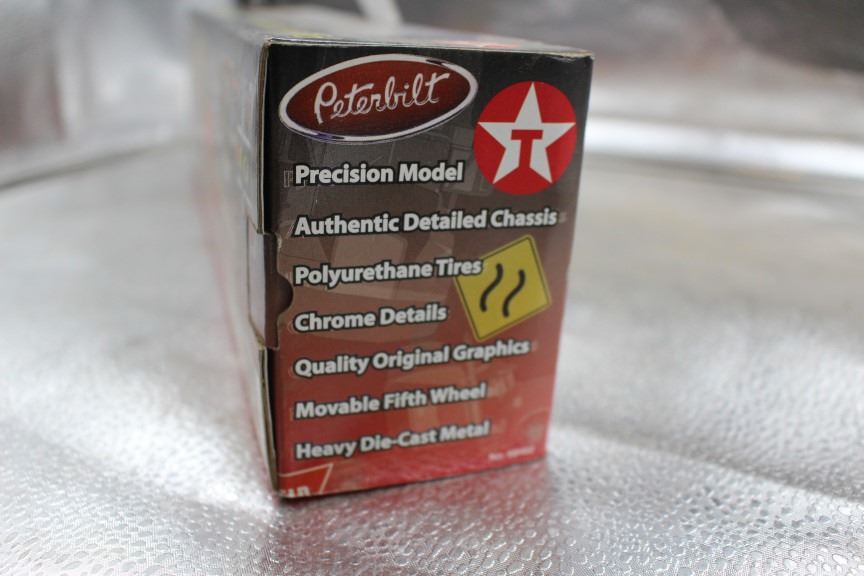 Peterbilt
T
Precision Model
Authentic Detailed Chassis
Polyurethane Tires
Chrome Details
Quality Original Graphics
Movable Fifth Wheel
Heavy Die-Cast Metal
No.